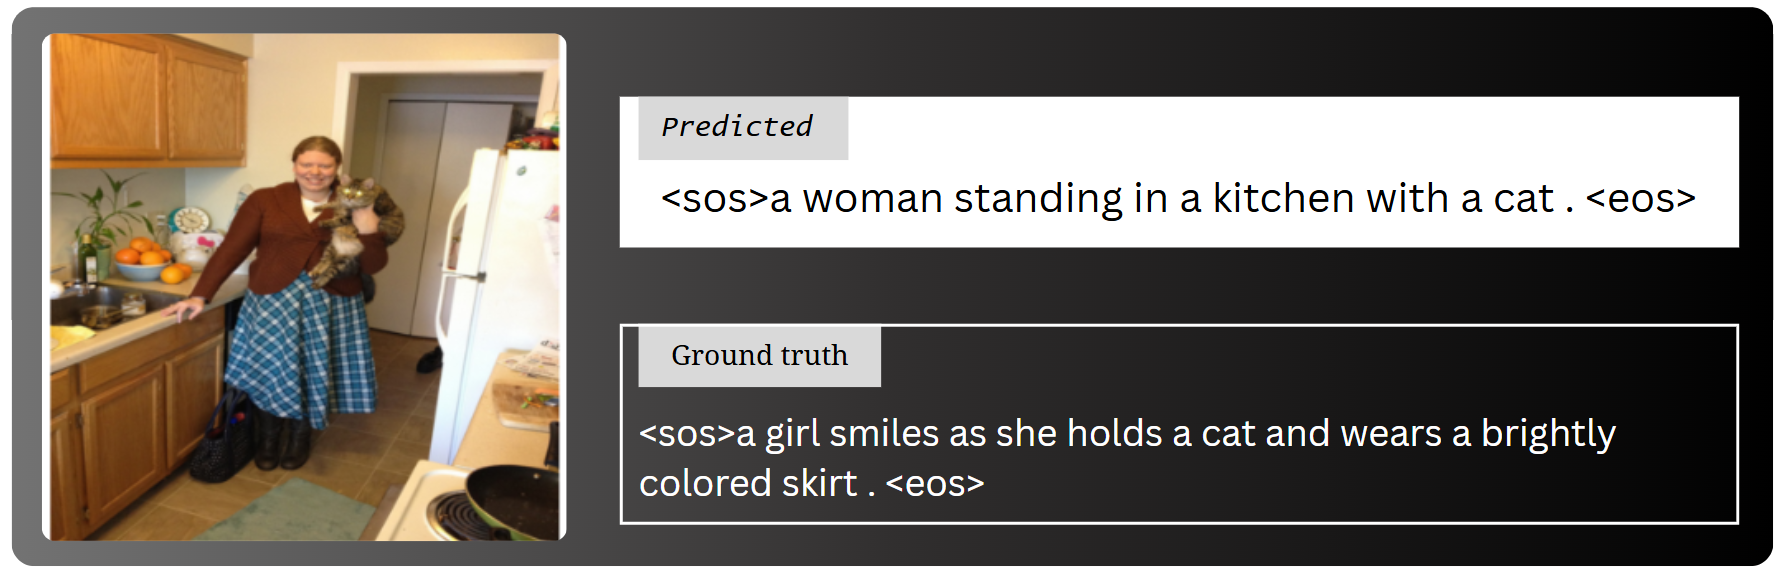 Predicted
<sos>a woman standing in a kitchen with a cat . <eos>
Ground truth
<sos>a girl smiles as she holds a cat and wears a brightly
colored skirt . <eos>